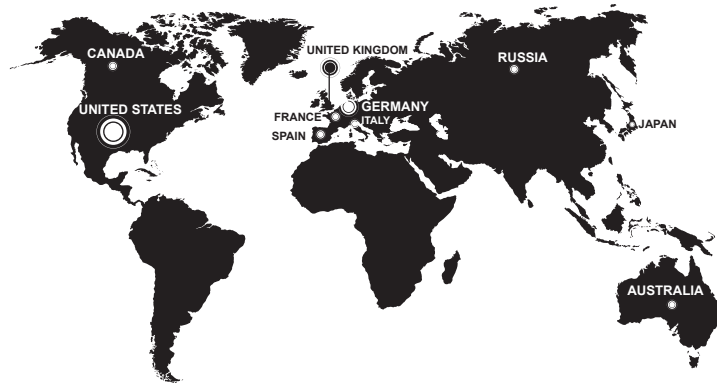 CANADA
UNITED KINGDOM
RUSSIA
UNITED STATES
GERMANY
FRANCE
ITALY
JAPAN
SPAIN
AUSTRALIA